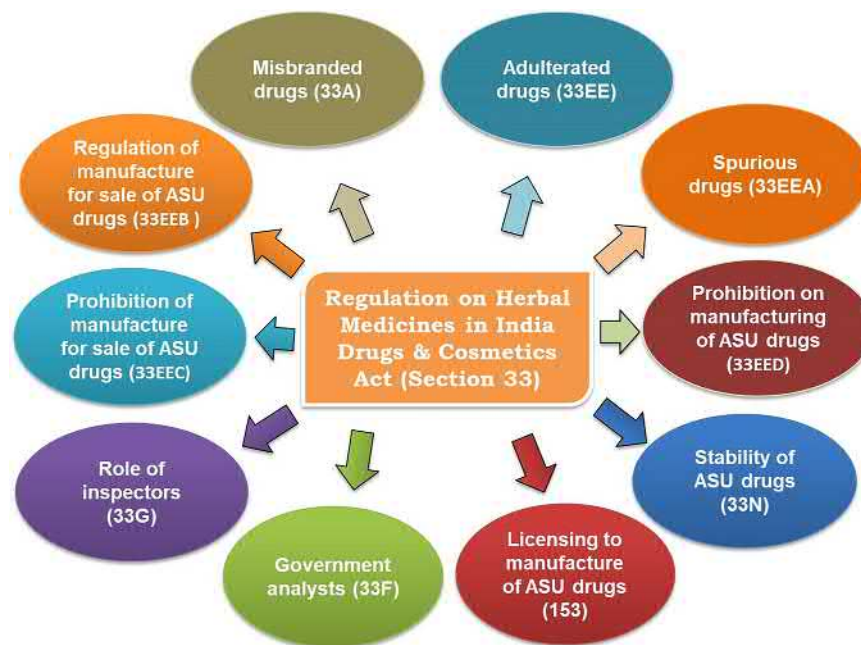 Misbranded
drugs (33A)
Adulterated
drugs (33EE)
Regulation of
manufacture
for sale of ASU
drugs (33EEB )
Spurious
drugs (33EEA)
Regulation on Herbal
Medicines in India
Drugs & Cosmetics
Act (Section 33)
Prohibition of
manufacture
for sale of ASU
drugs (33EEC)
Prohibition on
manufacturing
of ASU drugs
(33EED)
Role of
inspectors
(33G)
Stability of
ASU drugs
(33N)
Government
analysts (33F)
Licensing to
manufacture
of ASU drugs
(153)